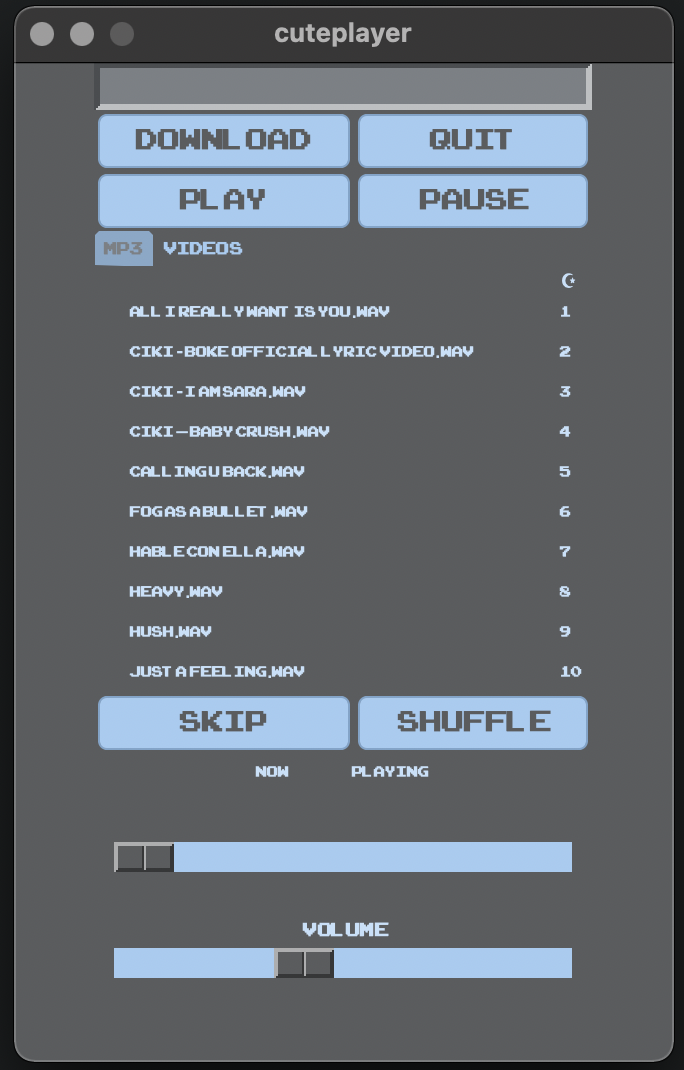 cuteplayer
DOWNLOAD QUIT
PLAY PAUSE
MP3 VIDEOS
ALL I REALLY WANT IS YOU.WAV 1
CIKI - BOKE OFFICIAL LYRIC VIDEO.WAV 2
CIKI - I AM SARA.WAV 3
CIKI – BABY CRUSH.WAV 4
CALLING U BACK.WAV 5
FOG AS A BULLET .WAV 6
HABLE CON ELLA.WAV 7
HEAVY.WAV 8
HUSH.WAV 9
JUST A FEELING.WAV 10
SKIP SHUFFLE
NOW PLAYING
VOLUME